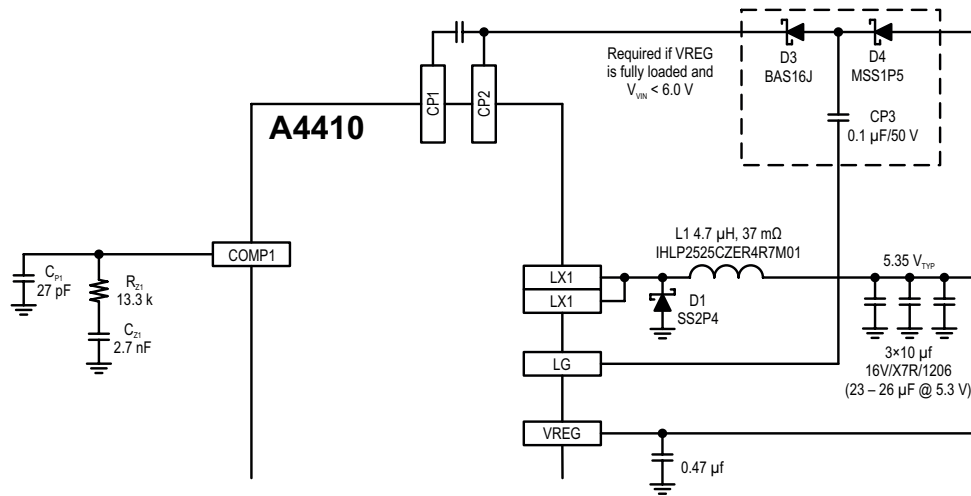 Required if VREG
is fully loaded and
V_VIN < 6.0 V
D3
BAS16J
D4
MSS1P5
CP3
0.1 µF/50 V
CP1
CP2
A4410
COMP1
C_P1
27 pF
R_Z1
13.3 k
C_Z1
2.7 nF
L1 4.7 µH, 37 mΩ
IHLP2525CZER4R7M01
5.35 V_TYP
LX1
LX1
D1
SS2P4
3×10 µf
16V/X7R/1206
(23 – 26 µF @ 5.3 V)
LG
VREG
0.47 µf